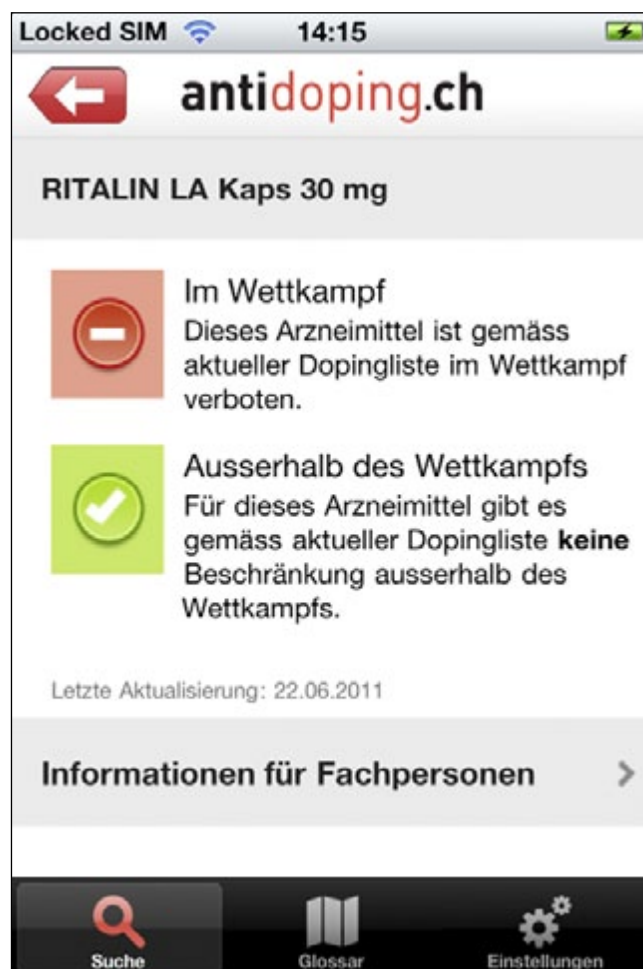 Locked SIM 14:15
antidoping.ch
RITALIN LA Kaps 30 mg
Im Wettkampf
Dieses Arzneimittel ist gemäss
aktueller Dopingliste im Wettkampf
verboten.
Ausserhalb des Wettkampfs
Für dieses Arzneimittel gibt es
gemäss aktueller Dopingliste keine
Beschränkung ausserhalb des
Wettkampfs.
Letzte Aktualisierung: 22.06.2011
Informationen für Fachpersonen
Suche Glossar Einstellungen